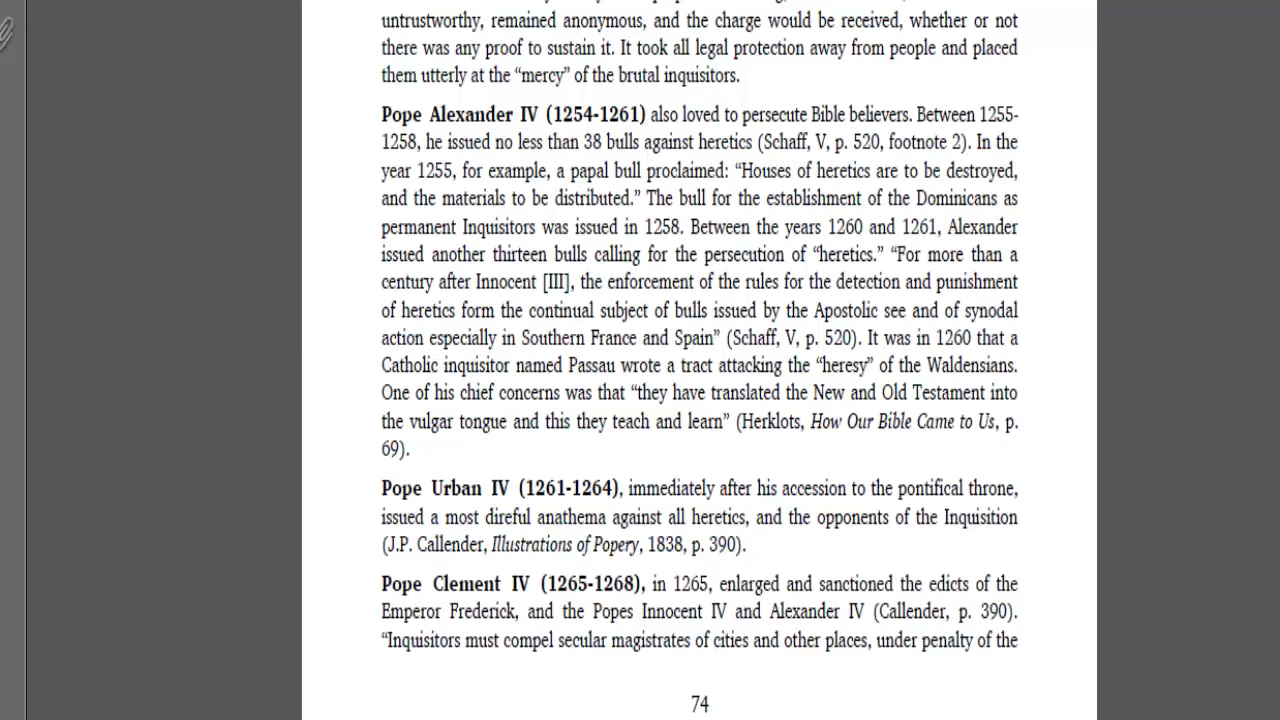 untrustworthy, remained anonymous, and the charge would be received, whether or not
there was any proof to sustain it. It took all legal protection away from people and placed
them utterly at the “mercy” of the brutal inquisitors.
Pope Alexander IV (1254-1261) also loved to persecute Bible believers. Between 1255-
1258, he issued no less than 38 bulls against heretics (Schaff, V, p. 520, footnote 2). In the
year 1255, for example, a papal bull proclaimed: “Houses of heretics are to be destroyed,
and the materials to be distributed.” The bull for the establishment of the Dominicans as
permanent Inquisitors was issued in 1258. Between the years 1260 and 1261, Alexander
issued another thirteen bulls calling for the persecution of “heretics.” “For more than a
century after Innocent [III], the enforcement of the rules for the detection and punishment
of heretics form the continual subject of bulls issued by the Apostolic see and of synodal
action especially in Southern France and Spain” (Schaff, V, p. 520). It was in 1260 that a
Catholic inquisitor named Passau wrote a tract attacking the “heresy” of the Waldensians.
One of his chief concerns was that “they have translated the New and Old Testament into
the vulgar tongue and this they teach and learn” (Herklots, How Our Bible Came to Us, p.
69).
Pope Urban IV (1261-1264), immediately after his accession to the pontifical throne,
issued a most direful anathema against all heretics, and the opponents of the Inquisition
(J.P. Callender, Illustrations of Popery, 1838, p. 390).
Pope Clement IV (1265-1268), in 1265, enlarged and sanctioned the edicts of the
Emperor Frederick, and the Popes Innocent IV and Alexander IV (Callender, p. 390).
“Inquisitors must compel secular magistrates of cities and other places, under penalty of the
74